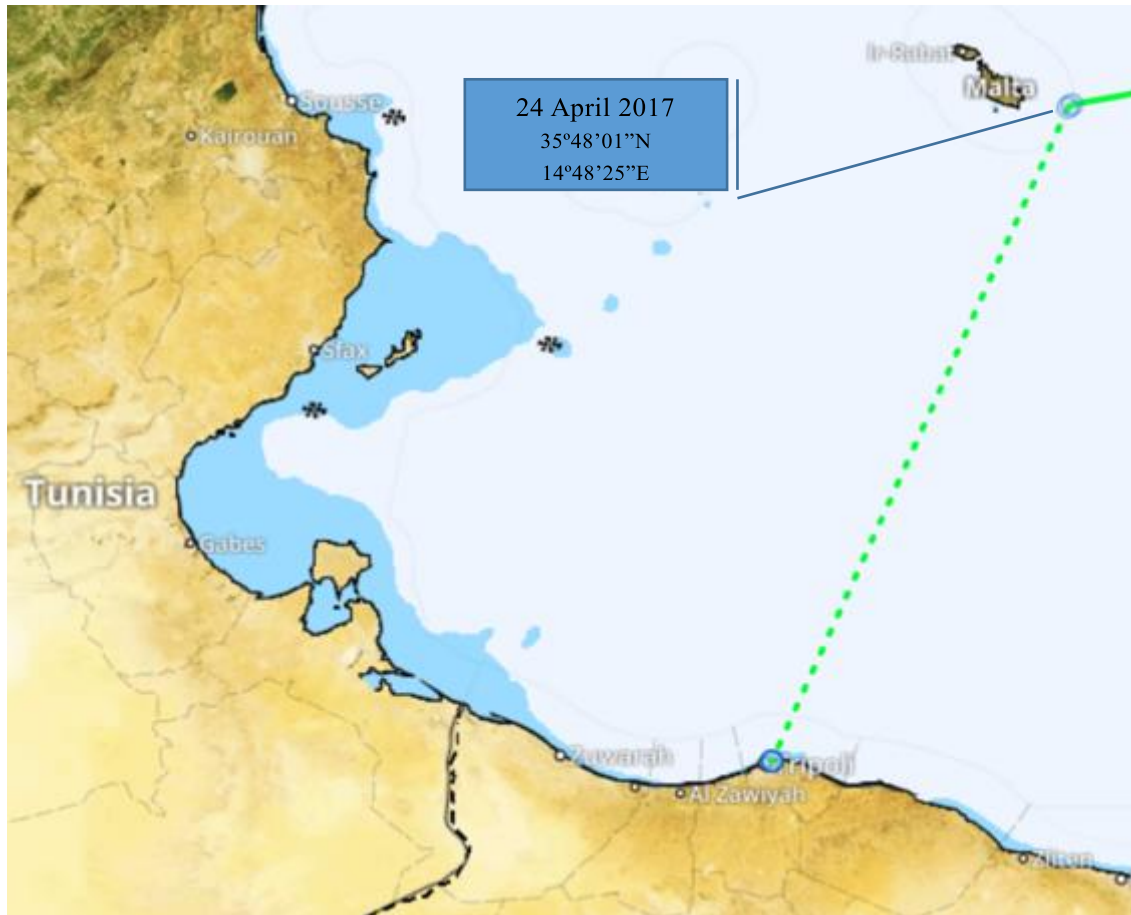 Ir-Rabat
Malta
24 April 2017
35º48’01”N
14º48’25”E
Sousse
Kairouan
Sfax
Tunisia
Gabes
Zuwarah
Tripoli
Al Zawiyah
Zliten